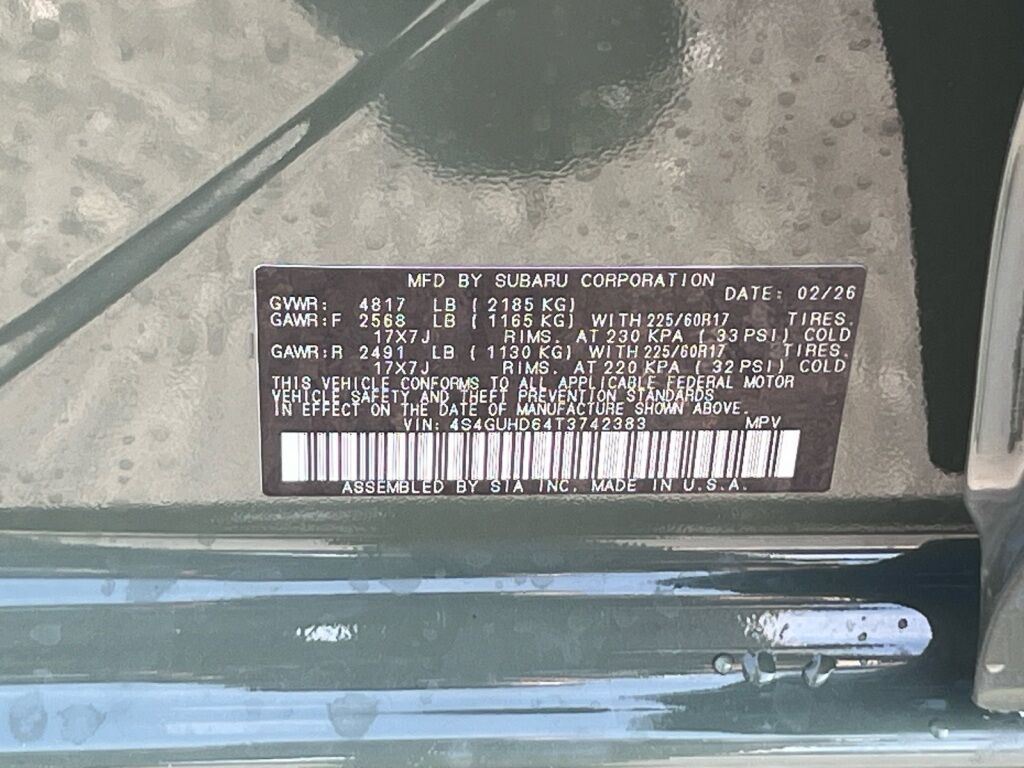 MFD BY SUBARU CORPORATION
DATE: 02/26
GVWR: 4817 LB (2185 KG)
GAWR:F 2568 LB (1165 KG) WITH 225/60R17 TIRES.
17X7J RIMS. AT 230 KPA (33 PSI) COLD
GAWR:R 2491 LB (1130 KG) WITH 225/60R17 TIRES.
17X7J RIMS. AT 220 KPA (32 PSI) COLD
THIS VEHICLE CONFORMS TO ALL APPLICABLE FEDERAL MOTOR
VEHICLE SAFETY AND THEFT PREVENTION STANDARDS
IN EFFECT ON THE DATE OF MANUFACTURE SHOWN ABOVE.
VIN: 4S4GUHD64T3742383 MPV
ASSEMBLED BY SIA INC. MADE IN U.S.A.